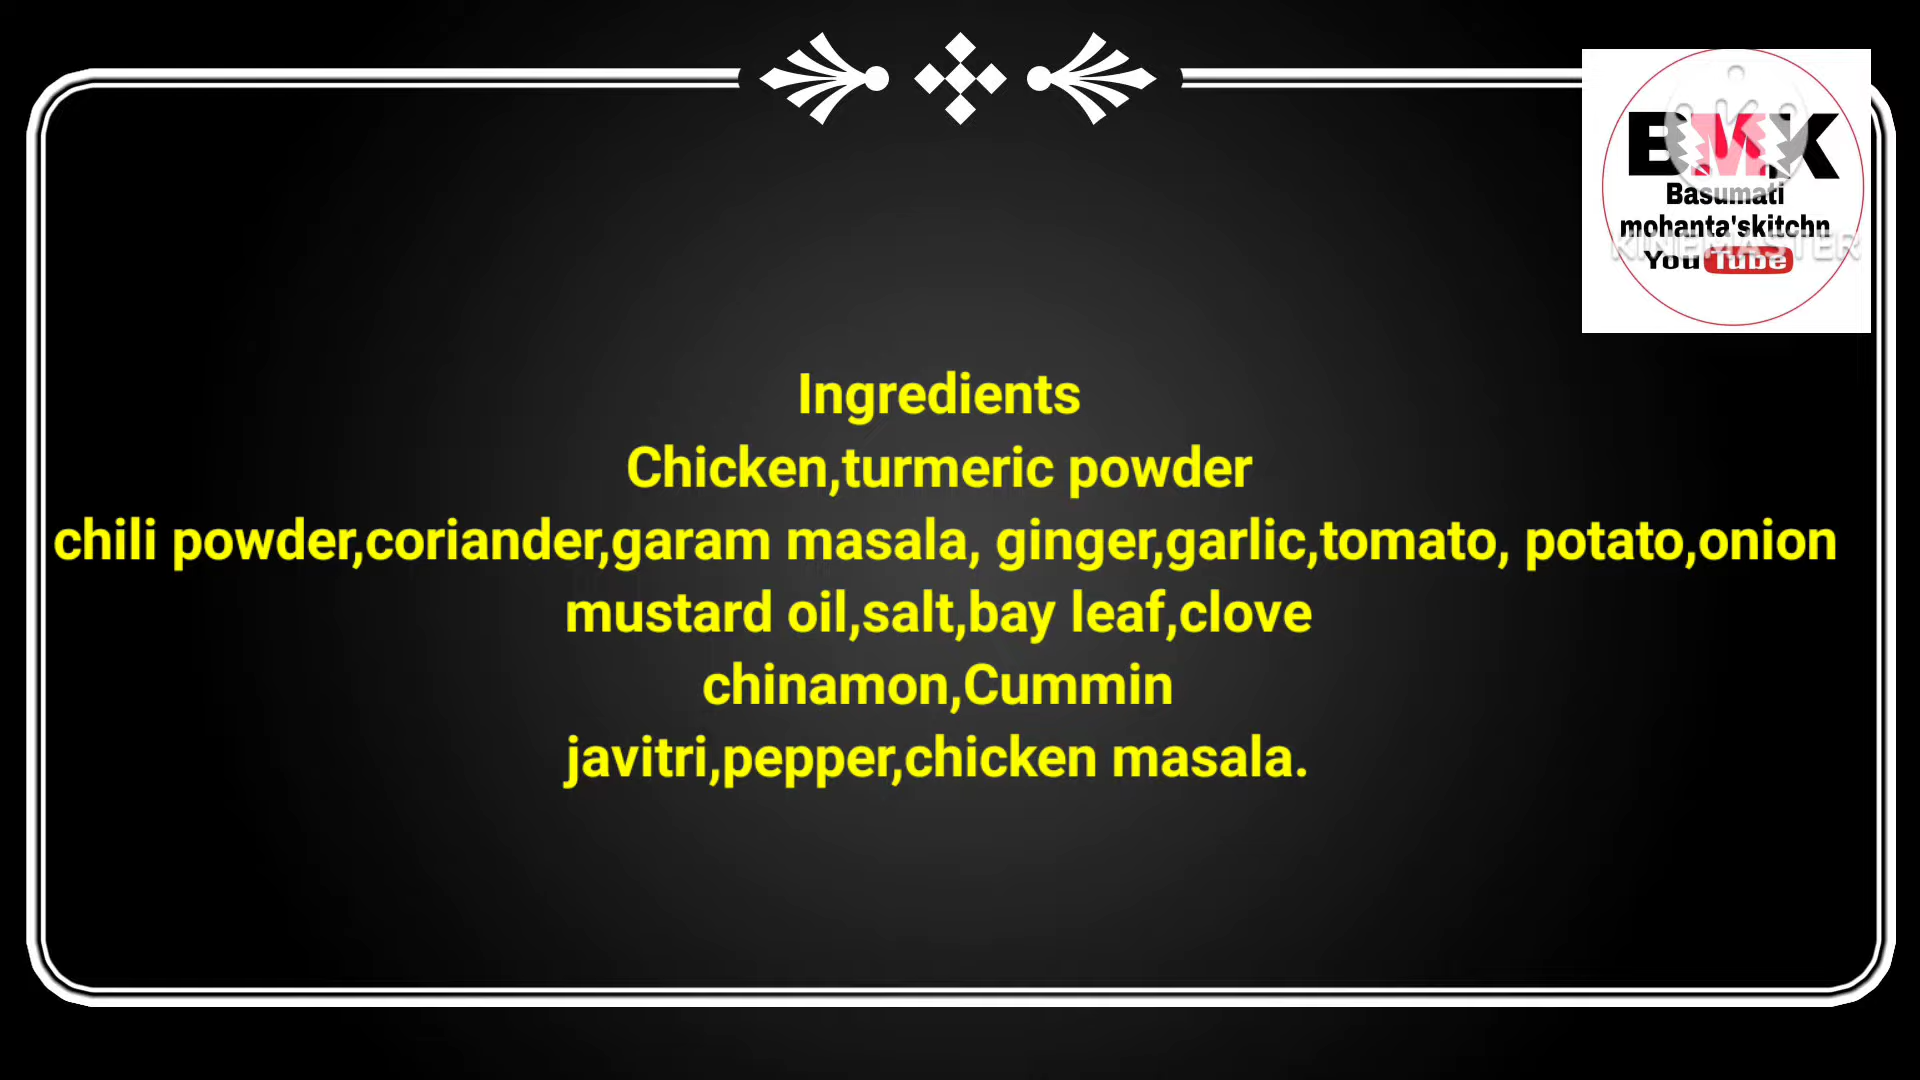 BMK
Basumati
mohanta'skitchn
KINEMASTER
YouTube
Ingredients
Chicken,turmeric powder
chili powder,coriander,garam masala, ginger,garlic,tomato, potato,onion
mustard oil,salt,bay leaf,clove
chinamon,Cummin
javitri,pepper,chicken masala.